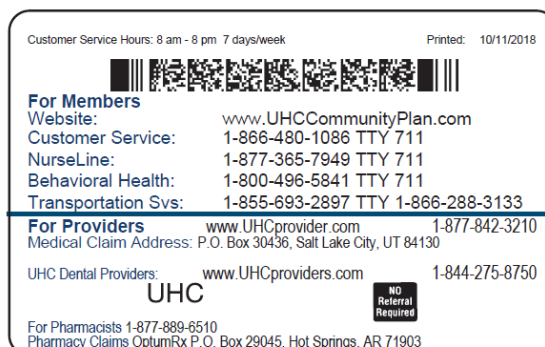 Customer Service Hours: 8 am - 8 pm 7 days/week Printed: 10/11/2018
For Members
Website: www.UHCCommunityPlan.com
Customer Service: 1-866-480-1086 TTY 711
NurseLine: 1-877-365-7949 TTY 711
Behavioral Health: 1-800-496-5841 TTY 711
Transportation Svs: 1-855-693-2897 TTY 1-866-288-3133
For Providers www.UHCprovider.com 1-877-842-3210
Medical Claim Address: P.O. Box 30436, Salt Lake City, UT 84130
UHC Dental Providers: www.UHCproviders.com 1-844-275-8750
UHC
NO
Referral
Required
For Pharmacists 1-877-889-6510
Pharmacy Claims OptumRx P.O. Box 29045, Hot Springs, AR 71903